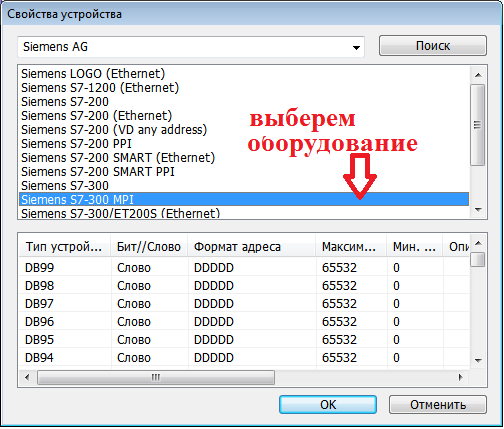 Свойства устройства
Siemens AG
Поиск
Siemens LOGO (Ethernet)
Siemens S7-1200 (Ethernet)
Siemens S7-200
Siemens S7-200 (Ethernet)
Siemens S7-200 (VD any address)
Siemens S7-200 PPI
Siemens S7-200 SMART (Ethernet)
Siemens S7-200 SMART PPI
Siemens S7-300
Siemens S7-300 MPI
Siemens S7-300/ET200S (Ethernet)
выберем
оборудование
Тип устрой... Бит//Слово Формат адреса Максим... Мин. ... Опи
DB99 Слово DDDDD 65532 0
DB98 Слово DDDDD 65532 0
DB97 Слово DDDDD 65532 0
DB96 Слово DDDDD 65532 0
DB95 Слово DDDDD 65532 0
DB94 Слово DDDDD 65532 0
OK Отменить